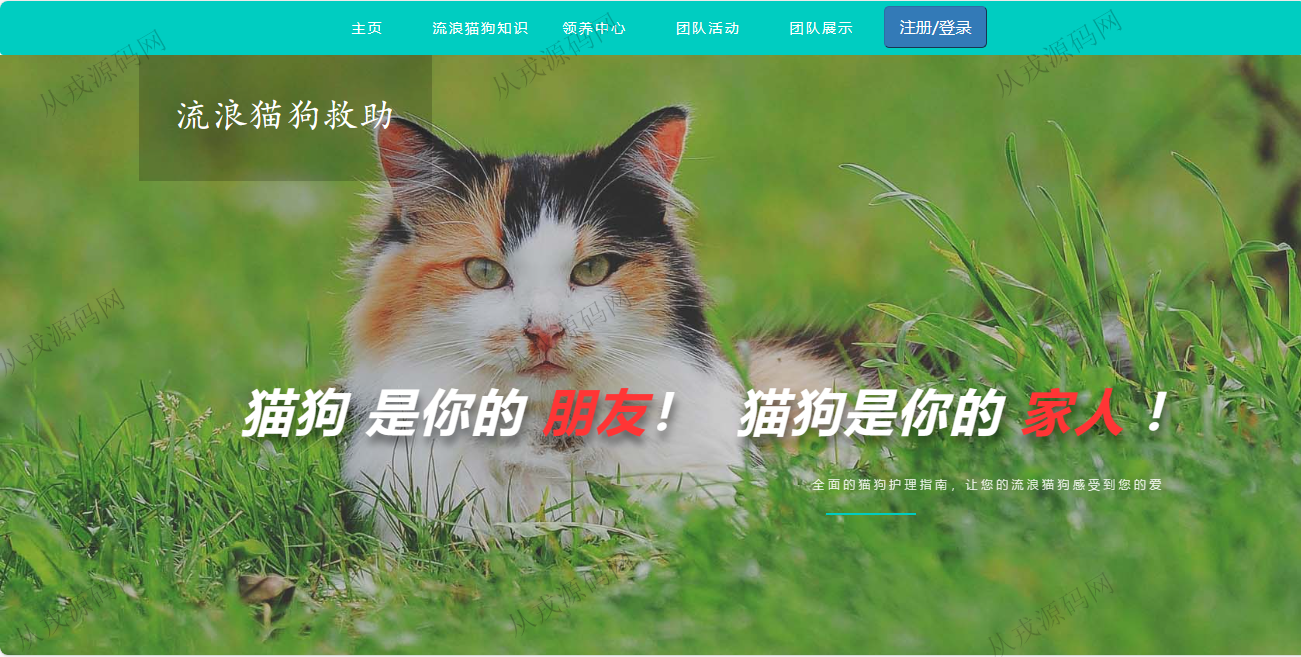 主页 流浪猫狗知识 领养中心 团队活动 团队展示 注册/登录
流浪猫狗救助
猫狗 是你的 朋友！ 猫狗是你的 家人 ！
全面的猫狗护理指南，让您的流浪猫狗感受到您的爱
从戎源码网
从戎源码网
从戎源码网
从戎源码网
从戎源码网
从戎源码网
从戎源码网
从戎源码网